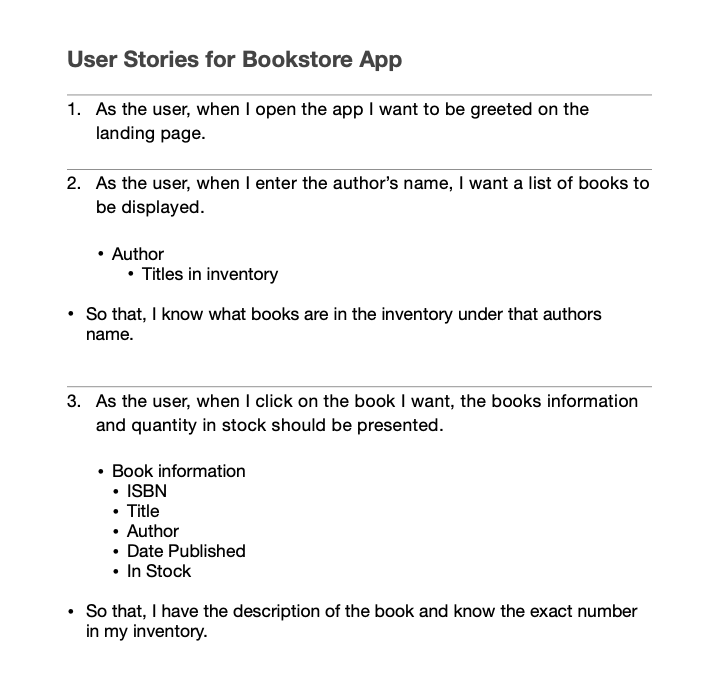 User Stories for Bookstore App
1. As the user, when I open the app I want to be greeted on the
landing page.
2. As the user, when I enter the author’s name, I want a list of books to
be displayed.
• Author
• Titles in inventory
• So that, I know what books are in the inventory under that authors
name.
3. As the user, when I click on the book I want, the books information
and quantity in stock should be presented.
• Book information
• ISBN
• Title
• Author
• Date Published
• In Stock
• So that, I have the description of the book and know the exact number
in my inventory.